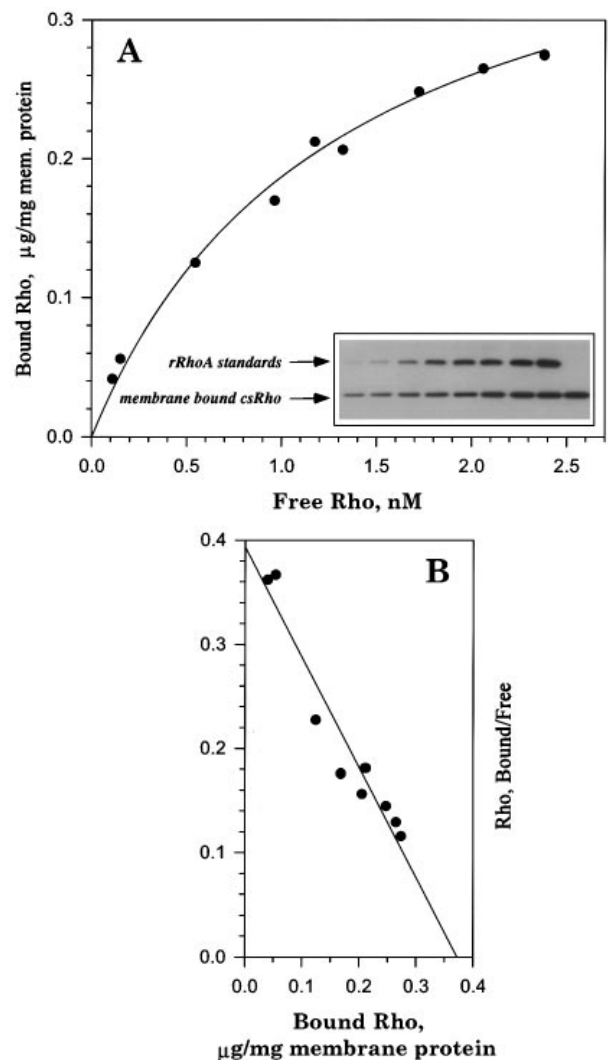 A
0.3
0.2
0.1
0.0
Bound Rho, µg/mg mem. protein
rRhoA standards
membrane bound csRho
0.0 0.5 1.0 1.5 2.0 2.5
Free Rho, nM
B
0.4
0.3
0.2
0.1
0.0
Rho, Bound/Free
0.0 0.1 0.2 0.3 0.4
Bound Rho,
µg/mg membrane protein